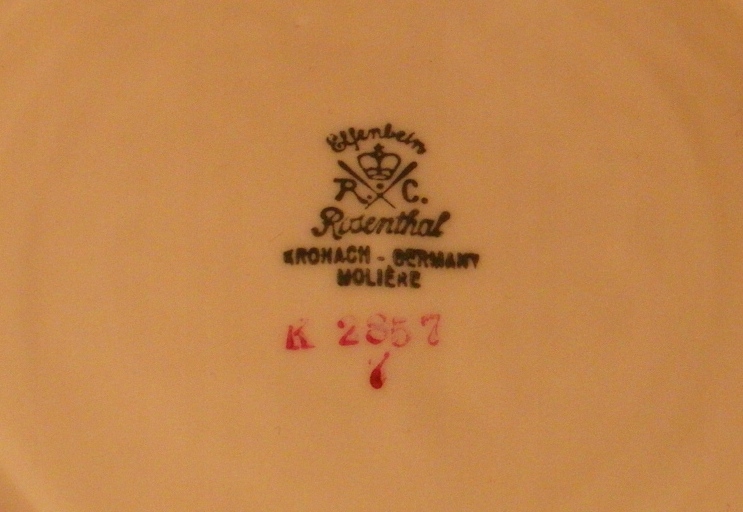 Elfenbein
R. C.
Rosenthal
KRONACH - GERMANY
MOLIÈRE
K 2857